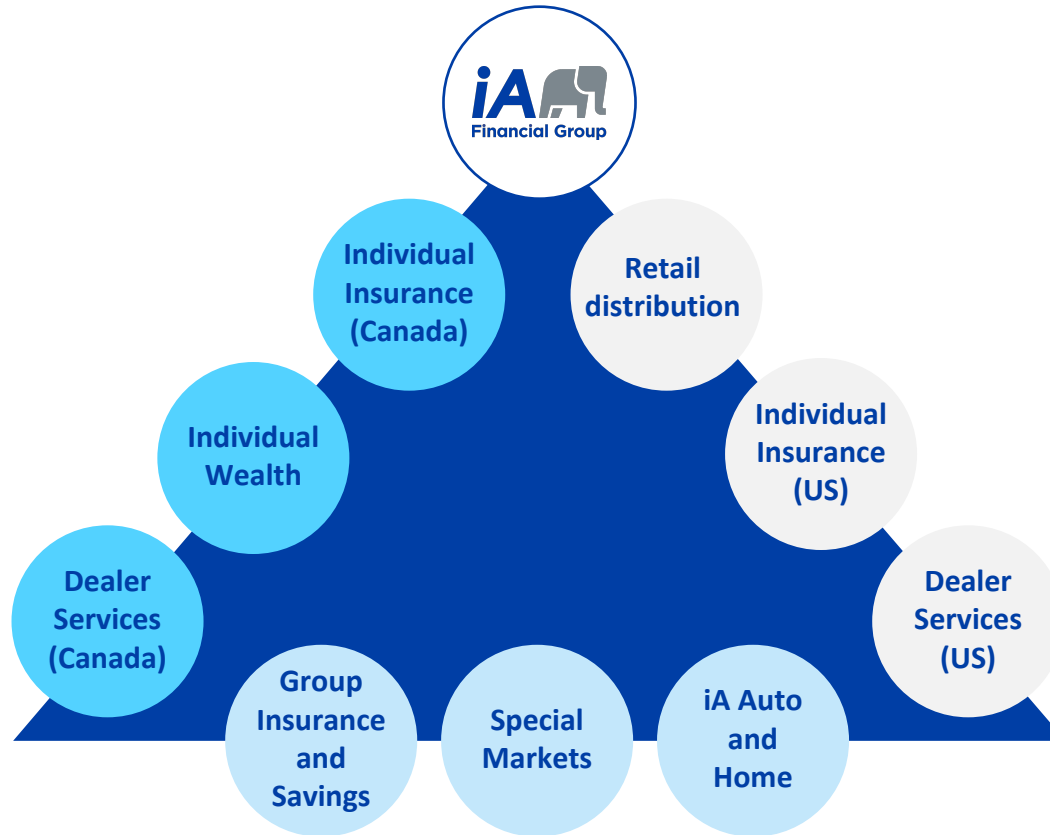 iA
Financial Group
Individual
Insurance
(Canada)
Retail
distribution
Individual
Wealth
Individual
Insurance
(US)
Dealer
Services
(Canada)
Dealer
Services
(US)
Group
Insurance
and
Savings
Special
Markets
iA Auto
and
Home